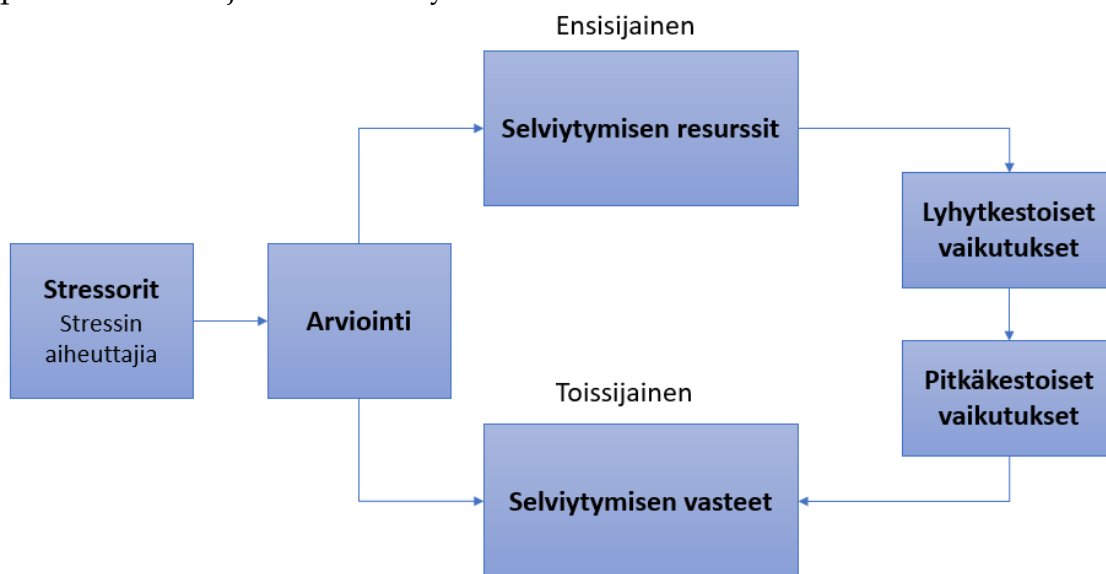 Ensisijainen
Selviytymisen resurssit
Lyhytkestoiset
vaikutukset
Stressorit
Stressin
aiheuttajia
Arviointi
Pitkäkestoiset
vaikutukset
Toissijainen
Selviytymisen vasteet